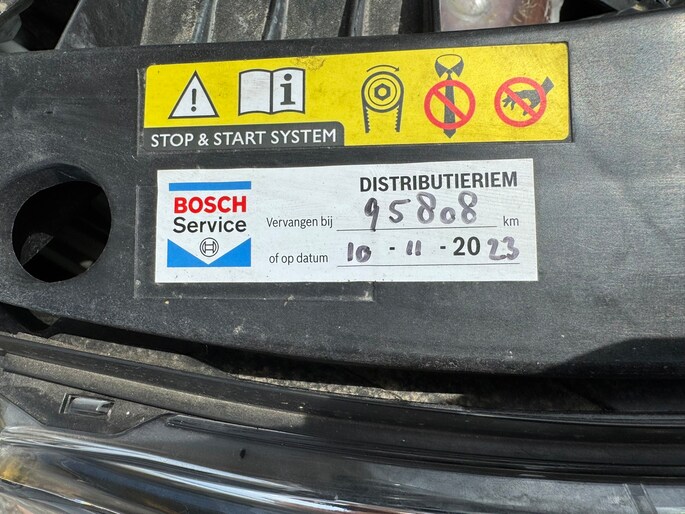 STOP & START SYSTEM
BOSCH
Service
DISTRIBUTIERIEM
Vervangen bij 95808 km
of op datum 10 - 11 - 2023